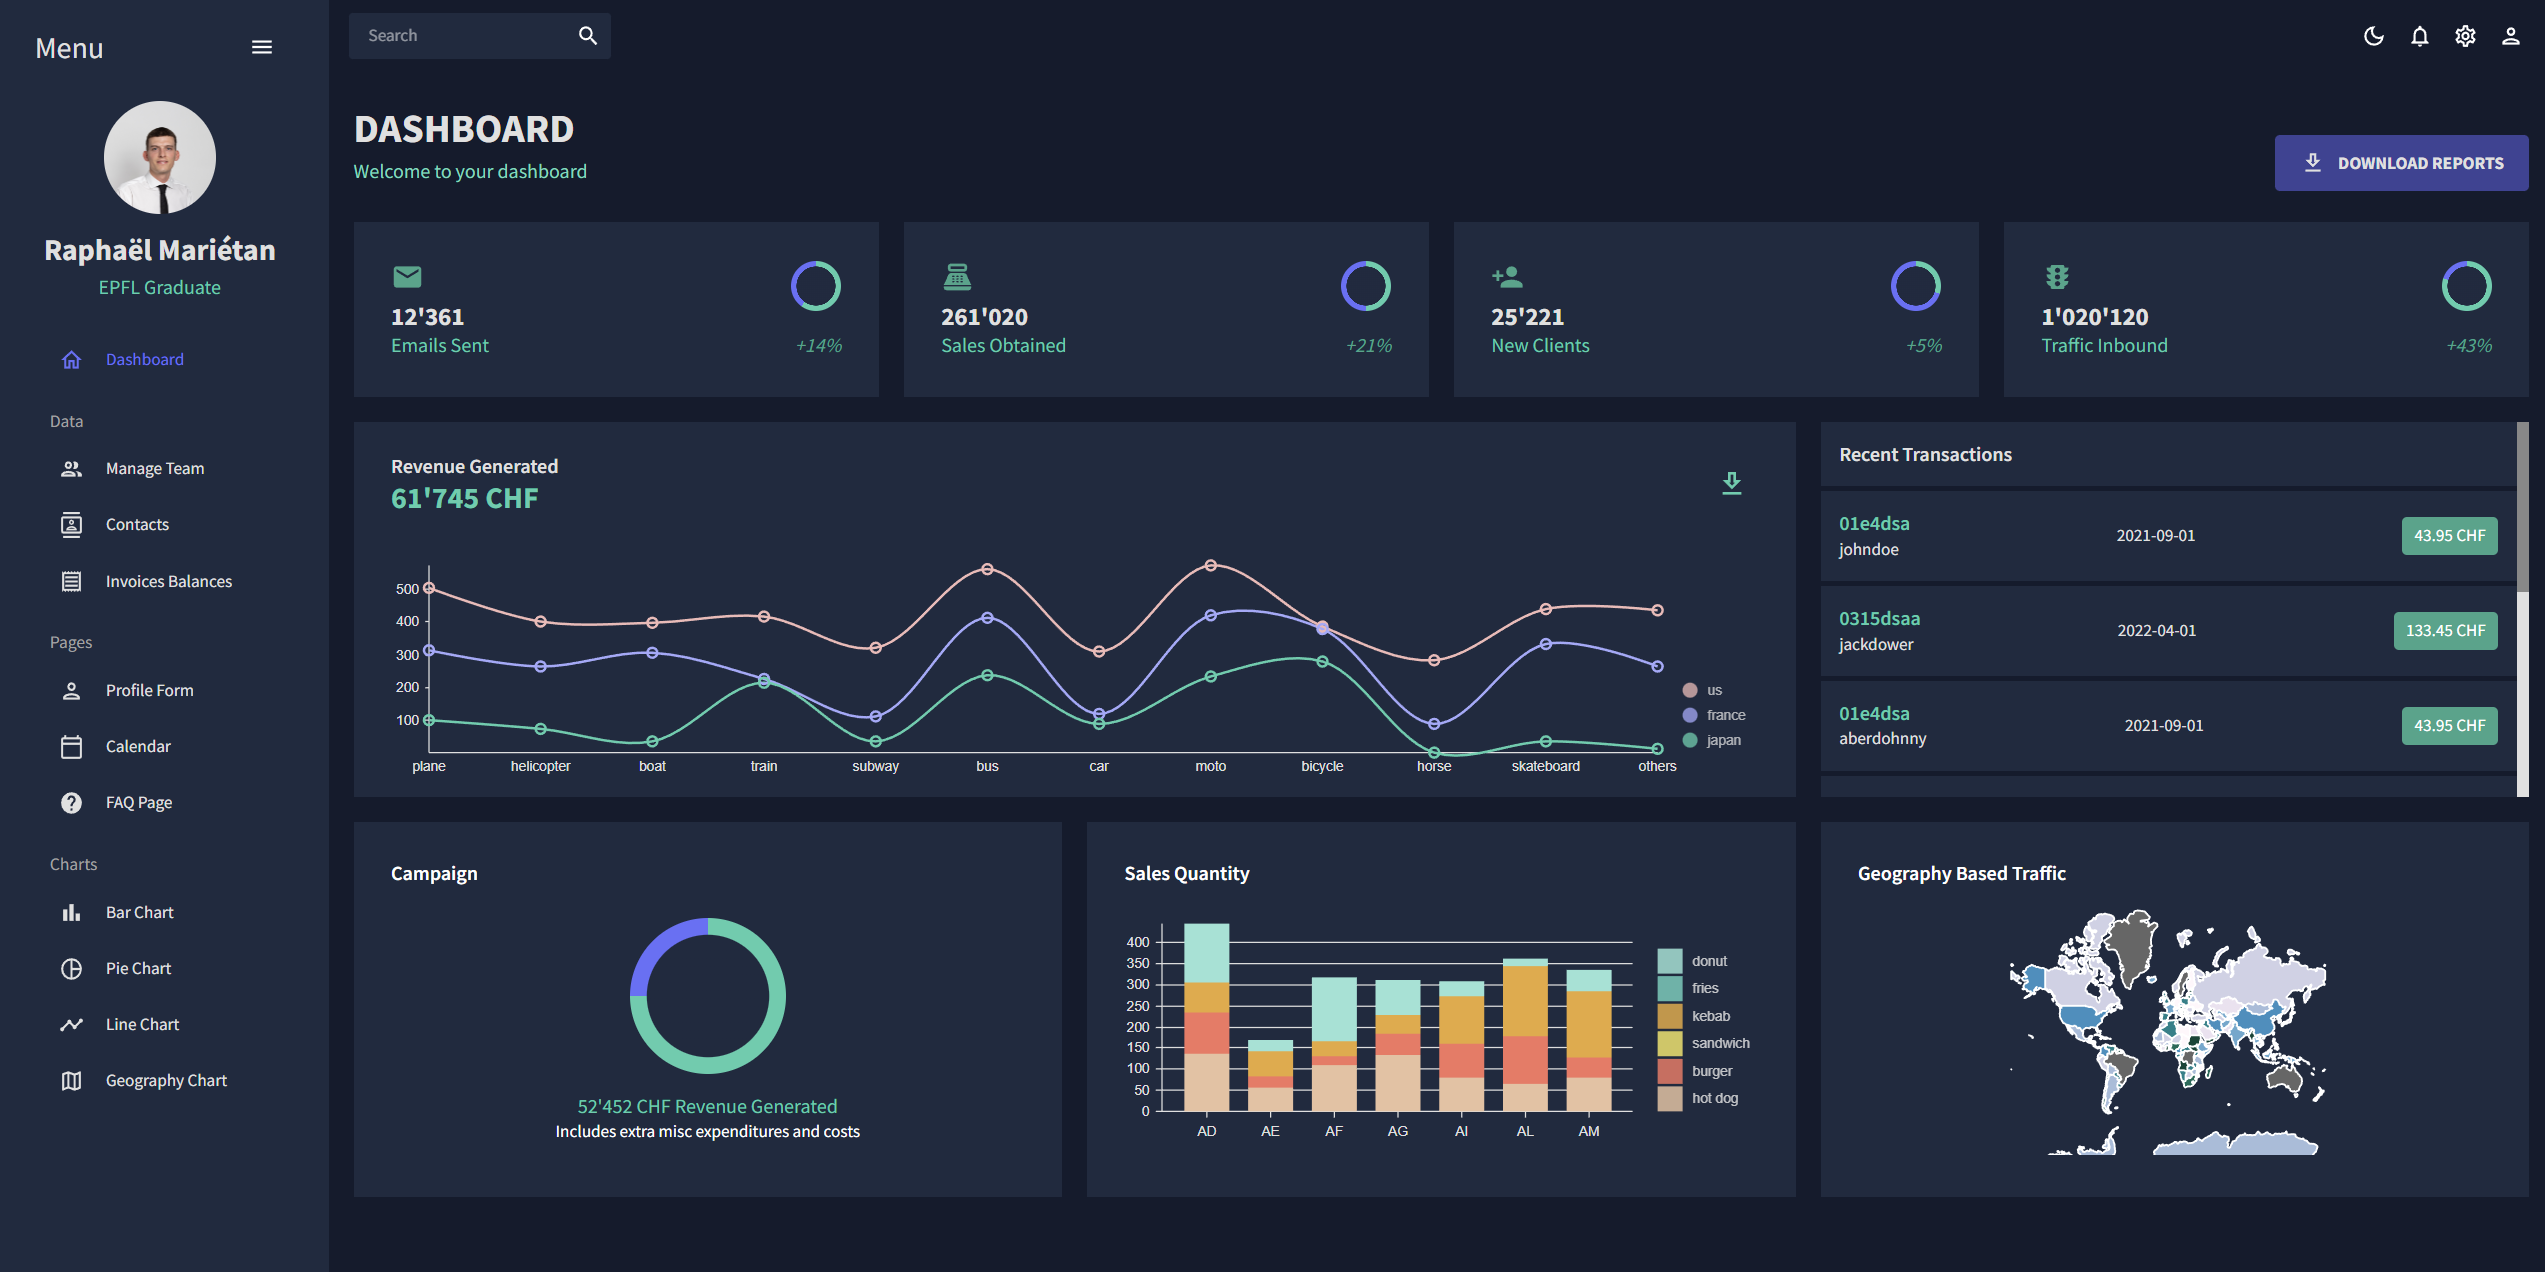 Menu
Raphaël Mariétan
EPFL Graduate
Dashboard
Data
Manage Team
Contacts
Invoices Balances
Pages
Profile Form
Calendar
FAQ Page
Charts
Bar Chart
Pie Chart
Line Chart
Geography Chart
Search
DASHBOARD
Welcome to your dashboard
DOWNLOAD REPORTS
12'361
Emails Sent
+14%
261'020
Sales Obtained
+21%
25'221
New Clients
+5%
1'020'120
Traffic Inbound
+43%
Revenue Generated
61'745 CHF
500
400
300
200
100
plane helicopter boat train subway bus car moto bicycle horse skateboard others
us
france
japan
Recent Transactions
01e4dsa
johndoe
2021-09-01
43.95 CHF
0315dsaa
jackdower
2022-04-01
133.45 CHF
01e4dsa
aberdohnny
2021-09-01
43.95 CHF
Campaign
52'452 CHF Revenue Generated
Includes extra misc expenditures and costs
Sales Quantity
400
350
300
250
200
150
100
50
0
AD AE AF AG AI AL AM
donut
fries
kebab
sandwich
burger
hot dog
Geography Based Traffic